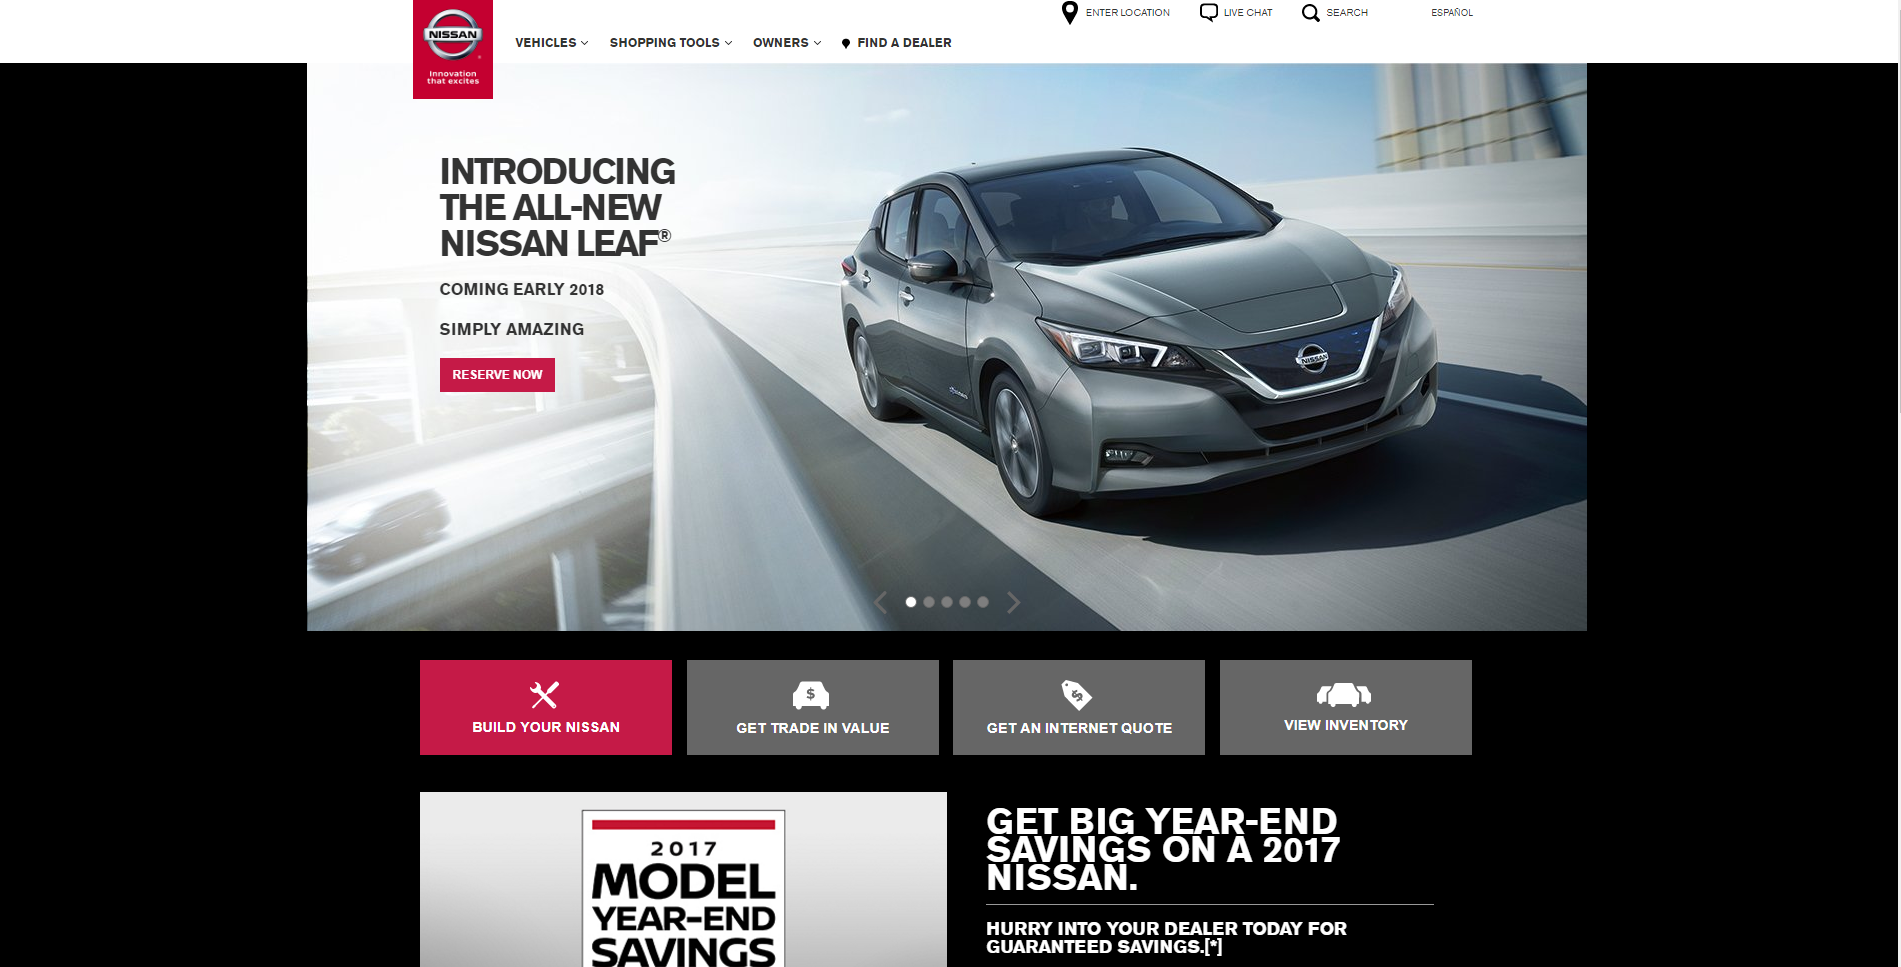 ENTER LOCATION
LIVE CHAT
SEARCH
ESPAÑOL
NISSAN
Innovation
that excites
VEHICLES
SHOPPING TOOLS
OWNERS
FIND A DEALER
INTRODUCING
THE ALL-NEW
NISSAN LEAF®
COMING EARLY 2018
SIMPLY AMAZING
RESERVE NOW
NISSAN
BUILD YOUR NISSAN
$
GET TRADE IN VALUE
$
GET AN INTERNET QUOTE
VIEW INVENTORY
2017
MODEL
YEAR-END
SAVINGS
GET BIG YEAR-END
SAVINGS ON A 2017
NISSAN.
HURRY INTO YOUR DEALER TODAY FOR
GUARANTEED SAVINGS.[*]